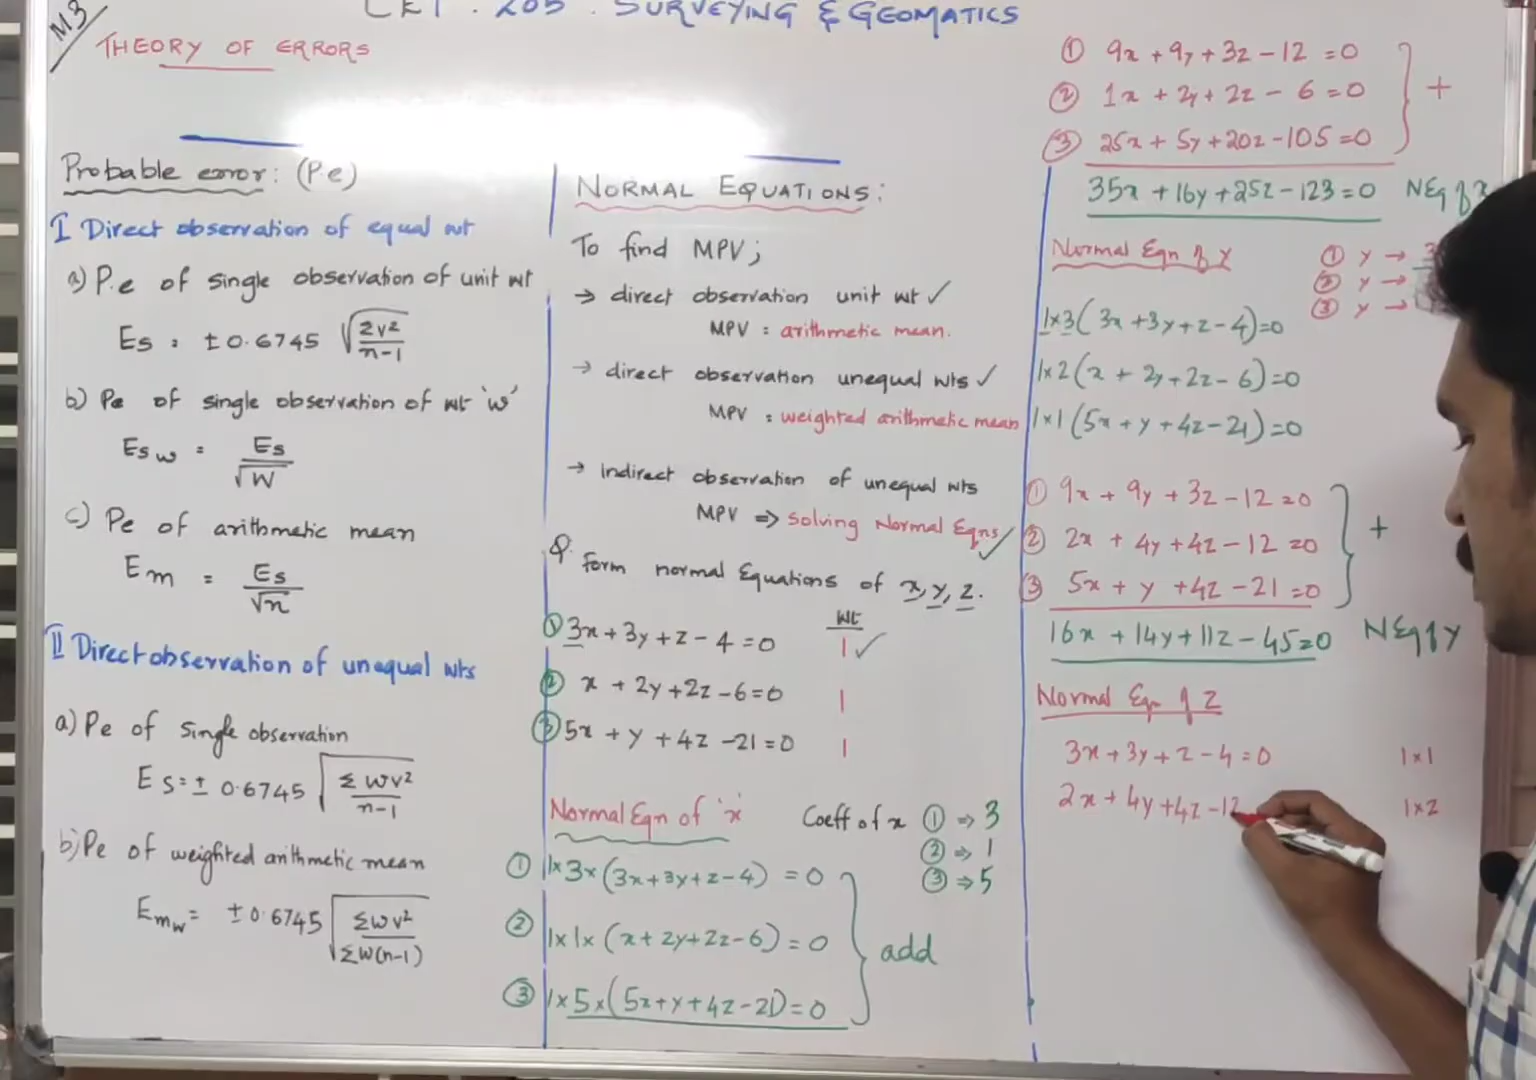 M3
CET . 205 . SURVEYING & GEOMATICS
THEORY OF ERRORS
Probable error: (P.e)
I Direct observation of equal wt
a) P.e of single observation of unit wt
Es : ±0.6745 √Σv²/n-1
b) Pe of single observation of wt 'w'
Esw = Es/√W
c) Pe of arithmetic mean
Em = Es/√n
II Direct observation of unequal wts
a) Pe of single observation
Es = ± 0.6745 √Σwv²/n-1
b) Pe of weighted arithmetic mean
Emw = ±0.6745 √Σwv²/Σw(n-1)
NORMAL EQUATIONS:
To find MPV;
→ direct observation unit wt ✓
MPV : arithmetic mean.
→ direct observation unequal wts ✓
MPV : weighted arithmetic mean
→ Indirect observation of unequal wts
MPV ⇒ Solving Normal Eqns ✓
Q. Form normal Equations of x, y, z.
Wt
① 3x+3y+z-4=0 1 ✓
② x+2y+2z-6=0 1
③ 5x+y+4z-21=0 1
Normal Eqn of 'x'
Coeff of x ① ⇒ 3
② ⇒ 1
③ ⇒ 5
① 1×3×(3x+3y+z-4) = 0
② 1×1×(x+2y+2z-6) = 0
③ 1×5×(5x+y+4z-21) = 0
add
① 9x+9y+3z-12=0
② 1x+2y+2z-6=0
③ 25x+5y+20z-105=0
+
35x+16y+25z-123=0 NEq of x
Normal Eqn of Y
① y → 3
② y →
③ y →
1×3(3x+3y+z-4)=0
1×2(x+2y+2z-6)=0
1×1(5x+y+4z-21)=0
① 9x+9y+3z-12=0
② 2x+4y+4z-12=0
③ 5x+y+4z-21=0
+
16x+14y+11z-45=0 NEq of y
Normal Eqn of Z
3x+3y+z-4=0 1×1
2x+4y+4z-12 1×2